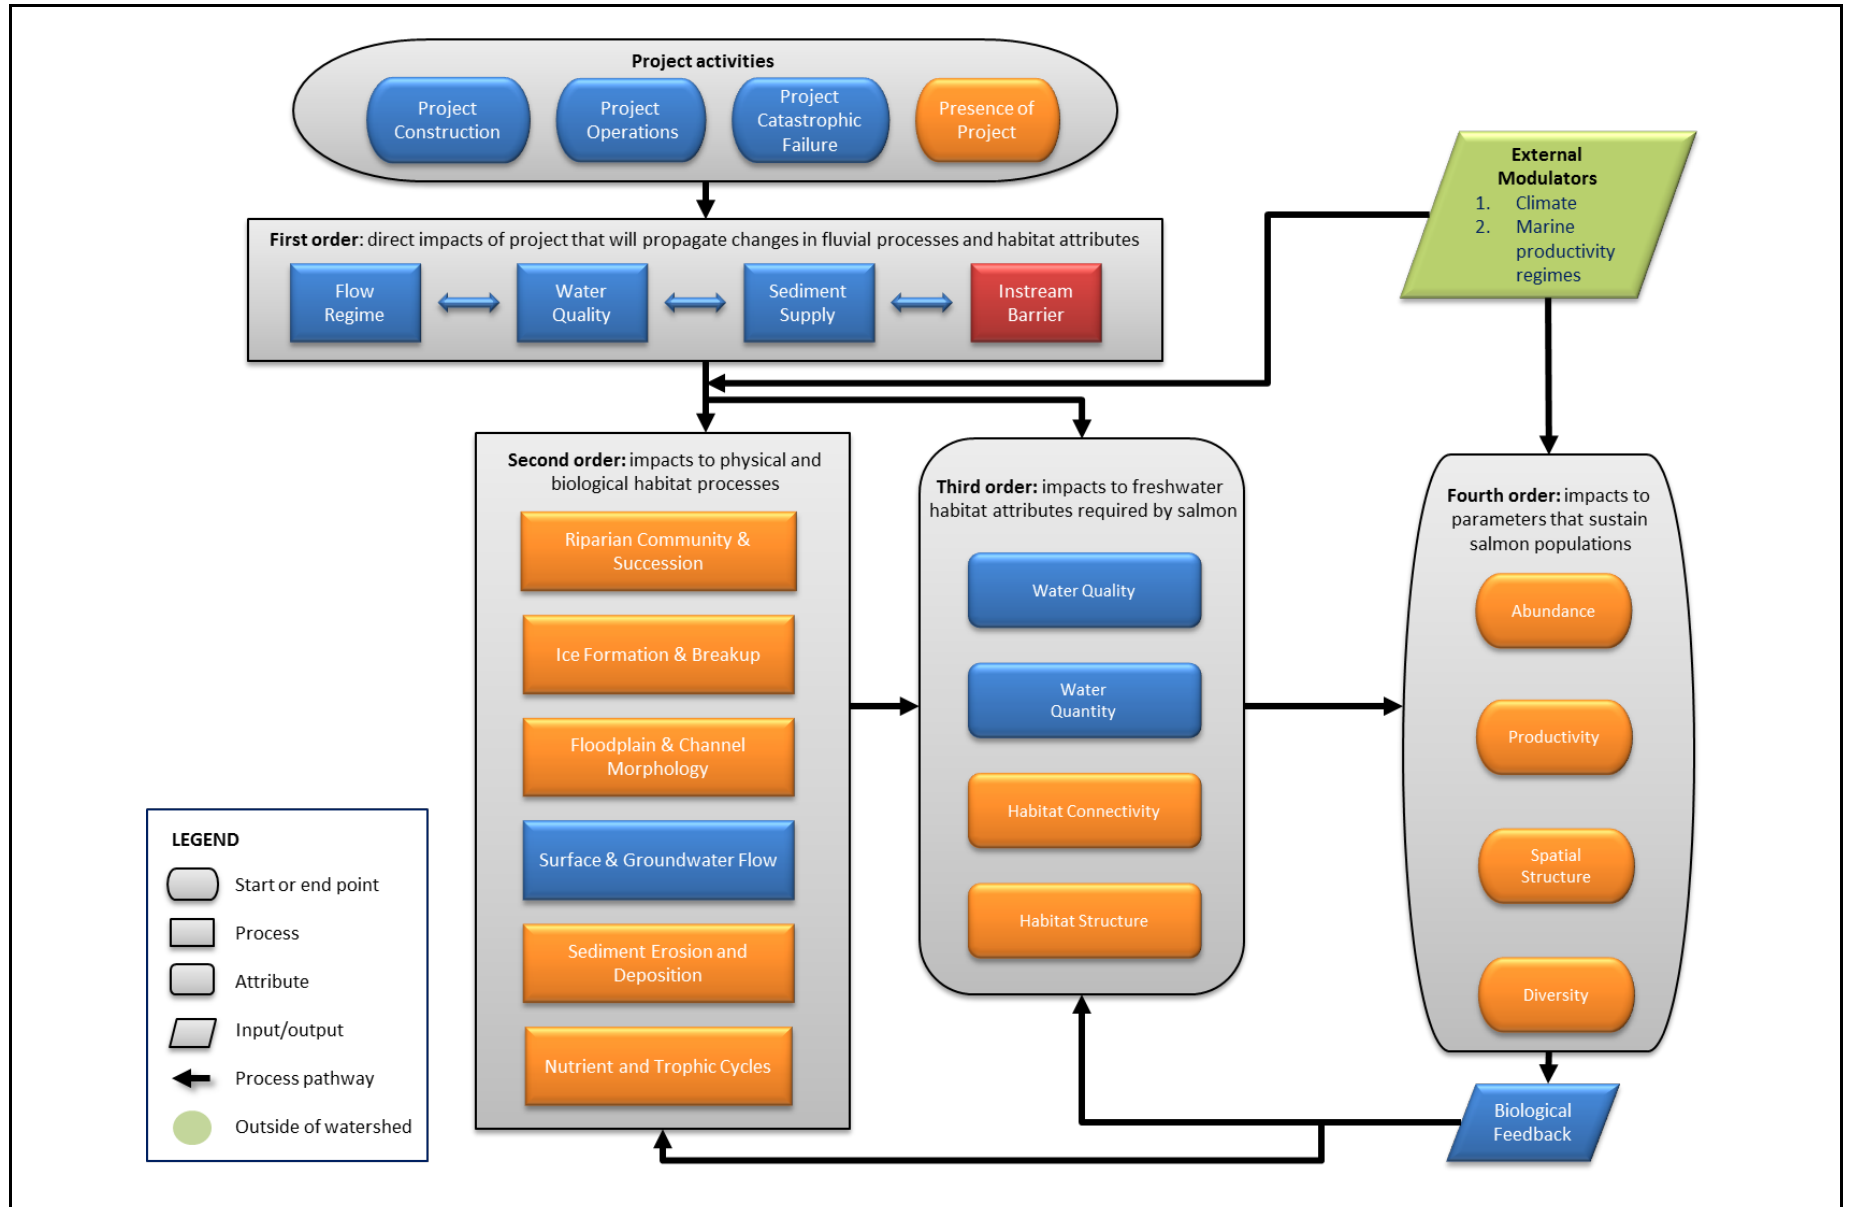 Project activities
Project
Construction
Project
Operations
Project
Catastrophic
Failure
Presence of
Project
External
Modulators
1. Climate
2. Marine
productivity
regimes
First order: direct impacts of project that will propagate changes in fluvial processes and habitat attributes
Flow
Regime
Water
Quality
Sediment
Supply
Instream
Barrier
Second order: impacts to physical and
biological habitat processes
Riparian Community &
Succession
Ice Formation & Breakup
Floodplain & Channel
Morphology
Surface & Groundwater Flow
Sediment Erosion and
Deposition
Nutrient and Trophic Cycles
Third order: impacts to freshwater
habitat attributes required by salmon
Water Quality
Water
Quantity
Habitat Connectivity
Habitat Structure
Fourth order: impacts to
parameters that sustain
salmon populations
Abundance
Productivity
Spatial
Structure
Diversity
Biological
Feedback
LEGEND
Start or end point
Process
Attribute
Input/output
Process pathway
Outside of watershed